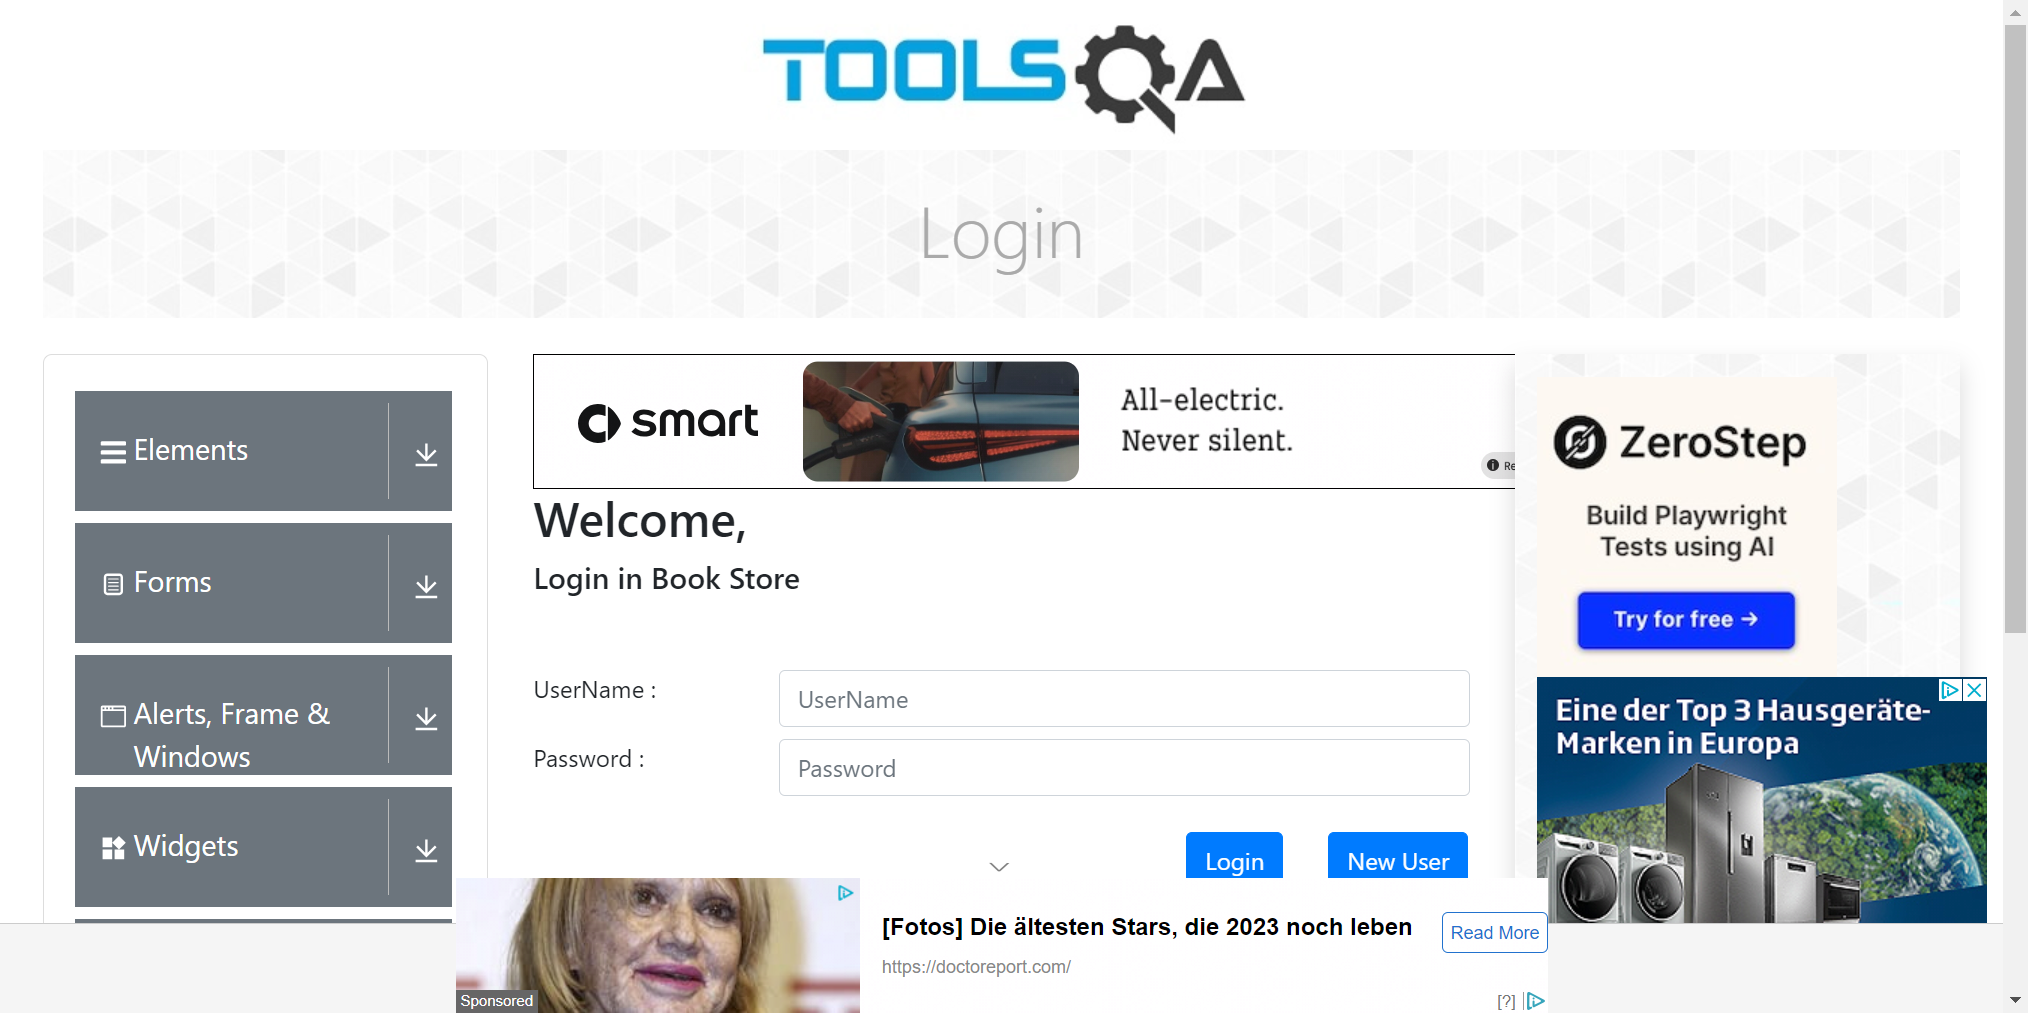 TOOLSQA
Login
Elements
Forms
Alerts, Frame &
Windows
Widgets
smart
All-electric.
Never silent.
Re
Welcome,
Login in Book Store
UserName :
UserName
Password :
Password
Login
New User
ZeroStep
Build Playwright
Tests using AI
Try for free →
Eine der Top 3 Hausgeräte-
Marken in Europa
Sponsored
[Fotos] Die ältesten Stars, die 2023 noch leben
https://doctoreport.com/
Read More
[?]